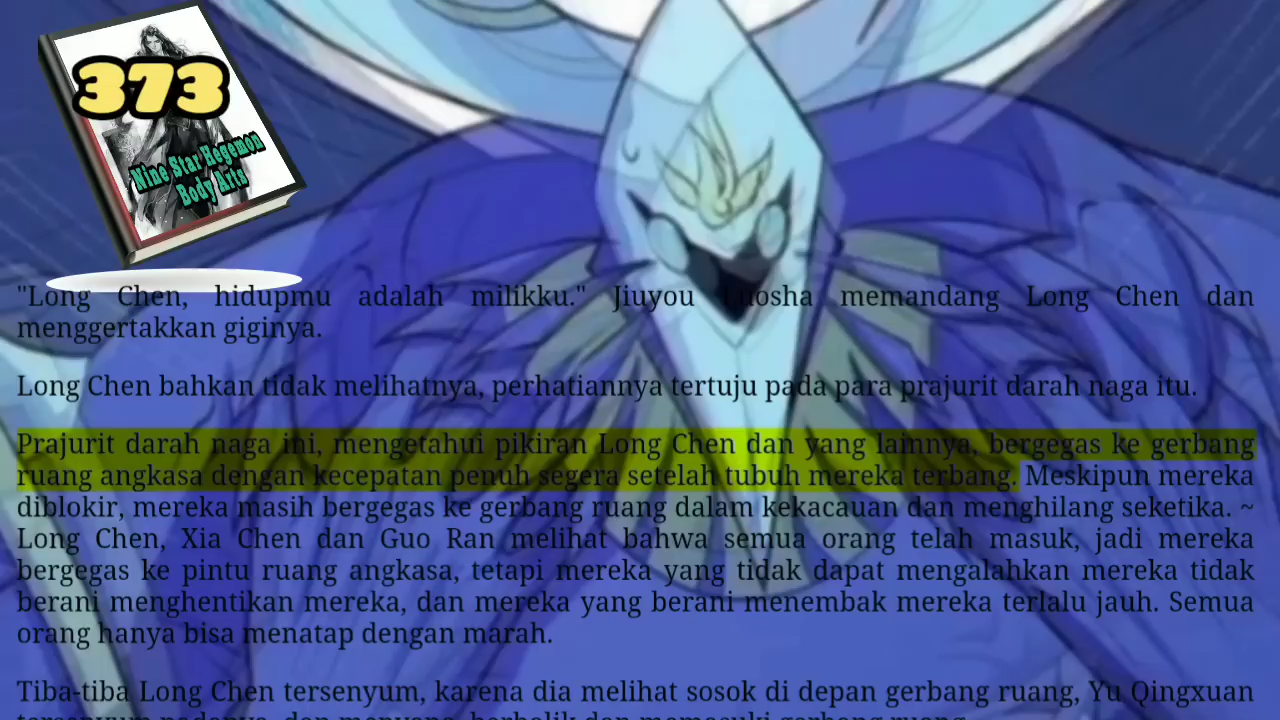 373
Nine Star Hegemon
Body Arts
"Long Chen, hidupmu adalah milikku." Jiuyou Luosha memandang Long Chen dan
menggertakkan giginya.
Long Chen bahkan tidak melihatnya, perhatiannya tertuju pada para prajurit darah naga itu.
Prajurit darah naga ini, mengetahui pikiran Long Chen dan yang lainnya, bergegas ke gerbang
ruang angkasa dengan kecepatan penuh segera setelah tubuh mereka terbang. Meskipun mereka
diblokir, mereka masih bergegas ke gerbang ruang dalam kekacauan dan menghilang seketika. ~
Long Chen, Xia Chen dan Guo Ran melihat bahwa semua orang telah masuk, jadi mereka
bergegas ke pintu ruang angkasa, tetapi mereka yang tidak dapat mengalahkan mereka tidak
berani menghentikan mereka, dan mereka yang berani menembak mereka terlalu jauh. Semua
orang hanya bisa menatap dengan marah.
Tiba-tiba Long Chen tersenyum, karena dia melihat sosok di depan gerbang ruang, Yu Qingxuan